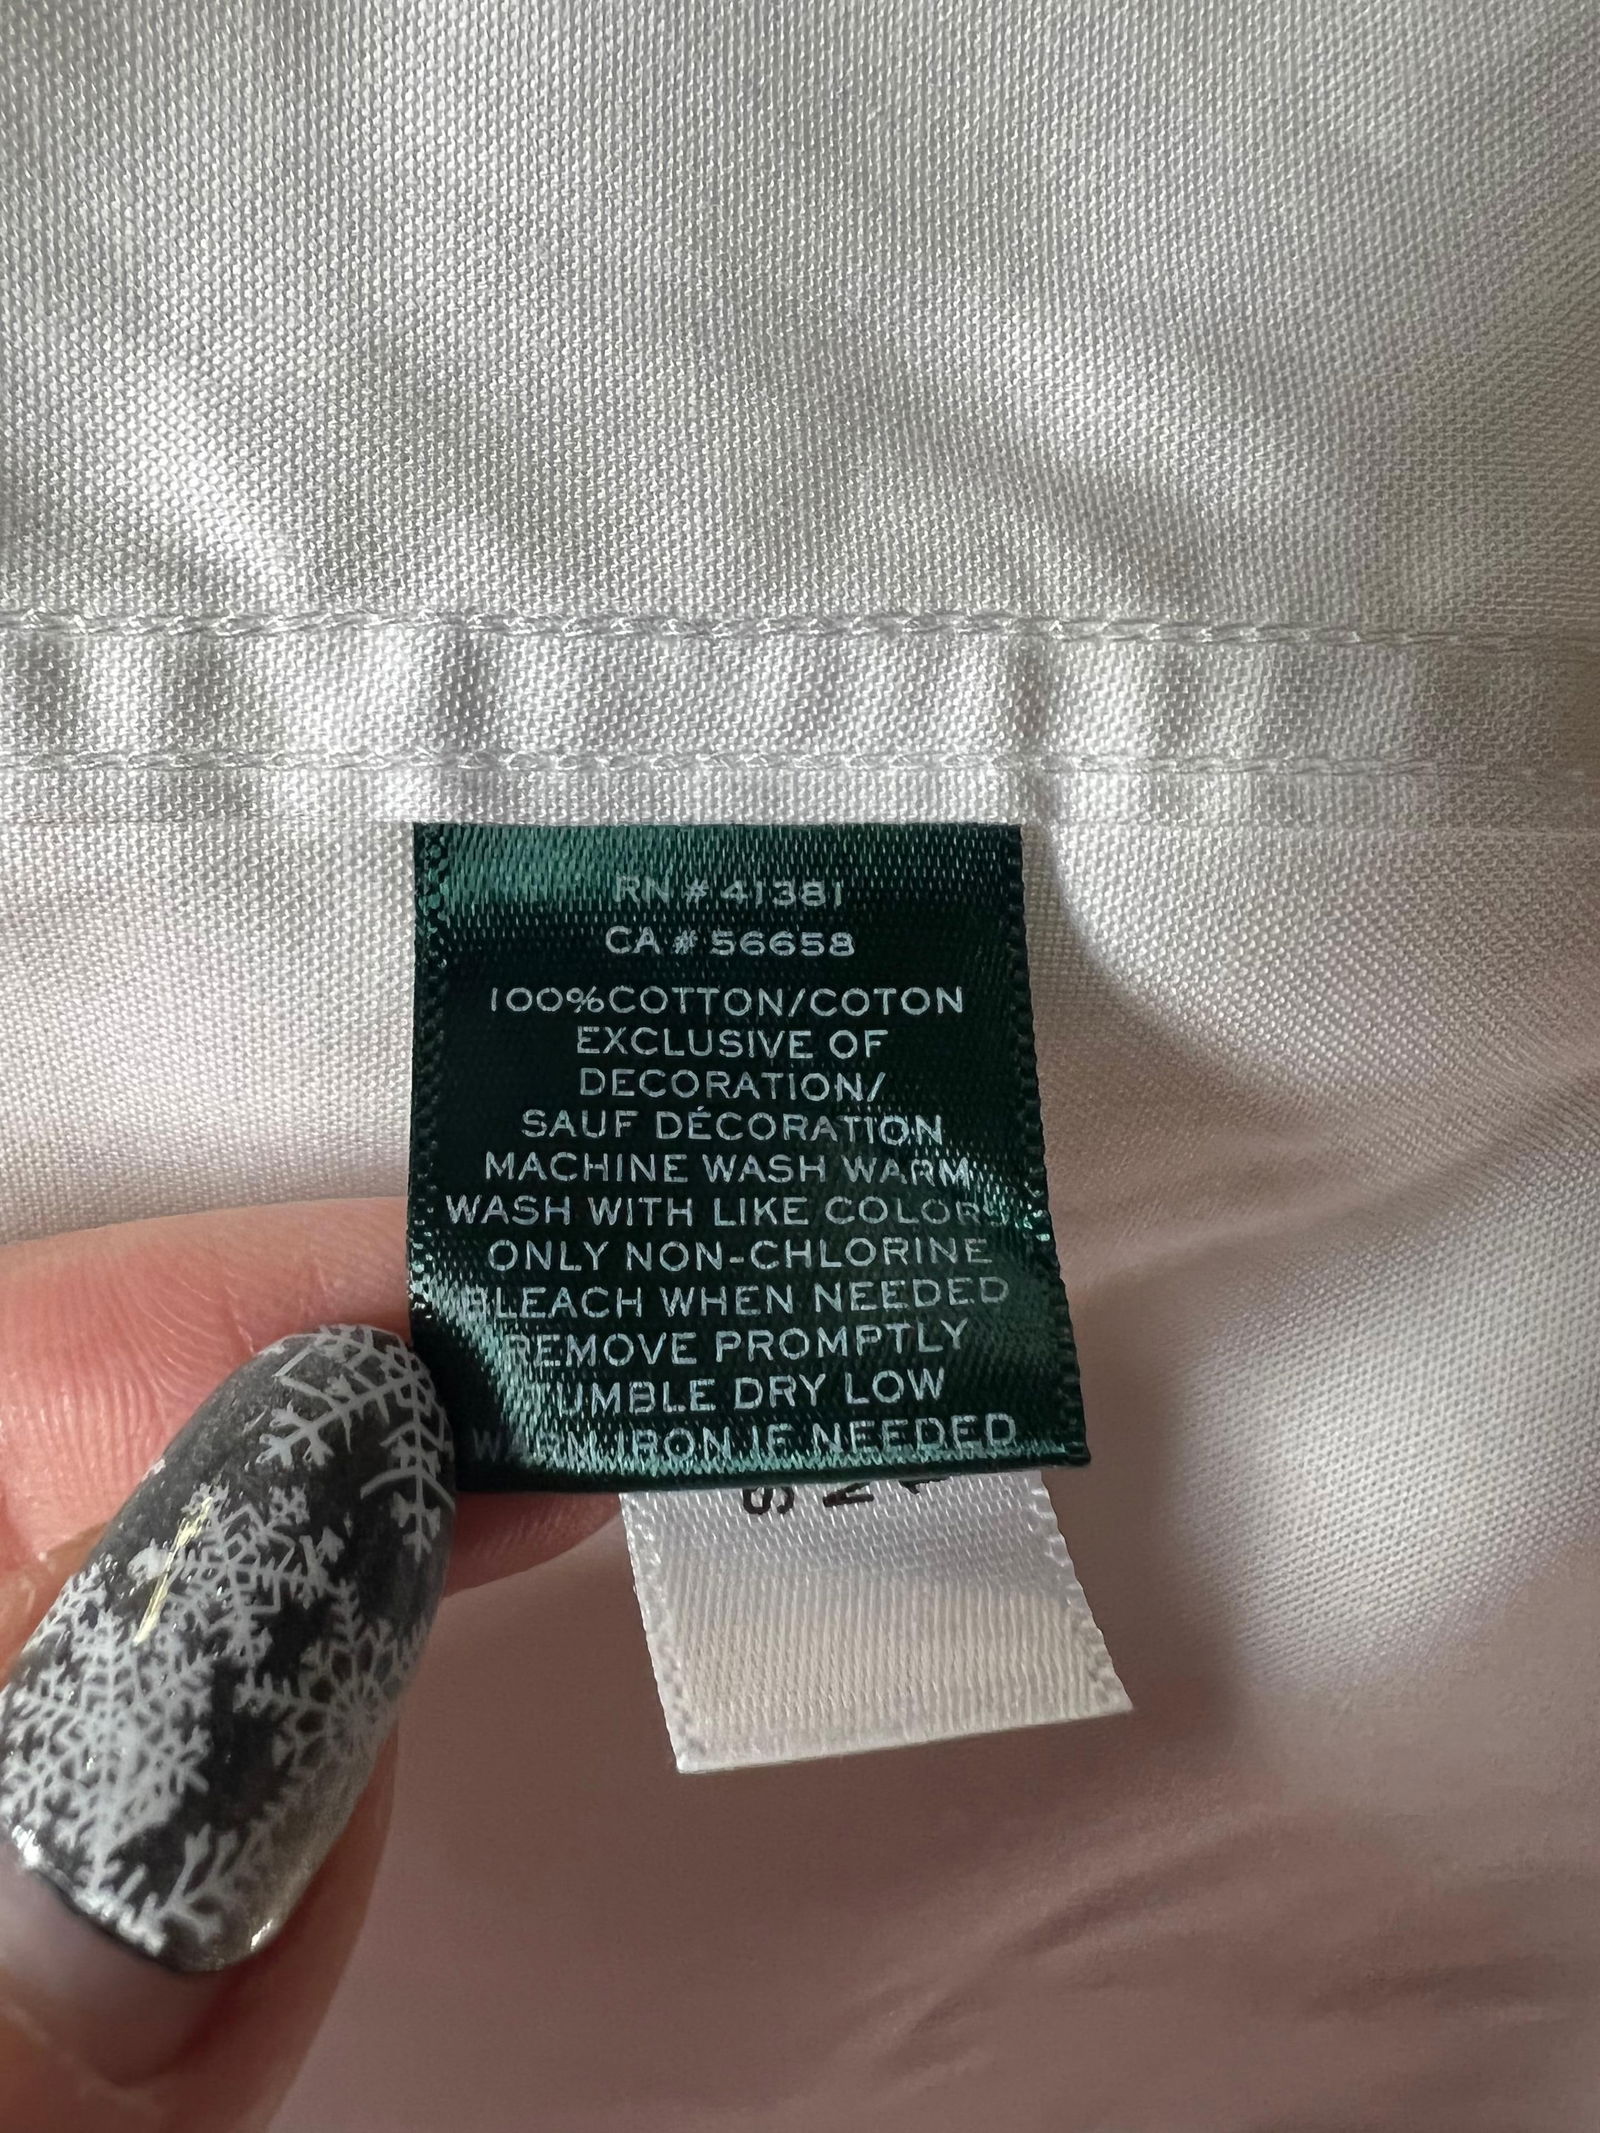 RN # 41381
CA # 56658
100%COTTON/COTON
EXCLUSIVE OF
DECORATION/
SAUF DÉCORATION
MACHINE WASH WARM
WASH WITH LIKE COLORS
ONLY NON-CHLORINE
BLEACH WHEN NEEDED
REMOVE PROMPTLY
TUMBLE DRY LOW
WARM IRON IF NEEDED